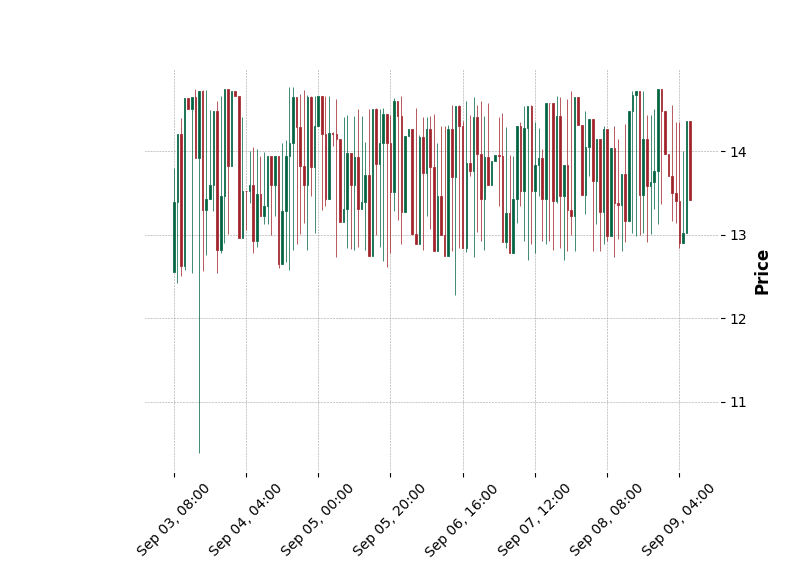 14
13
12
11
Price
Sep 03, 08:00
Sep 04, 04:00
Sep 05, 00:00
Sep 05, 20:00
Sep 06, 16:00
Sep 07, 12:00
Sep 08, 08:00
Sep 09, 04:00